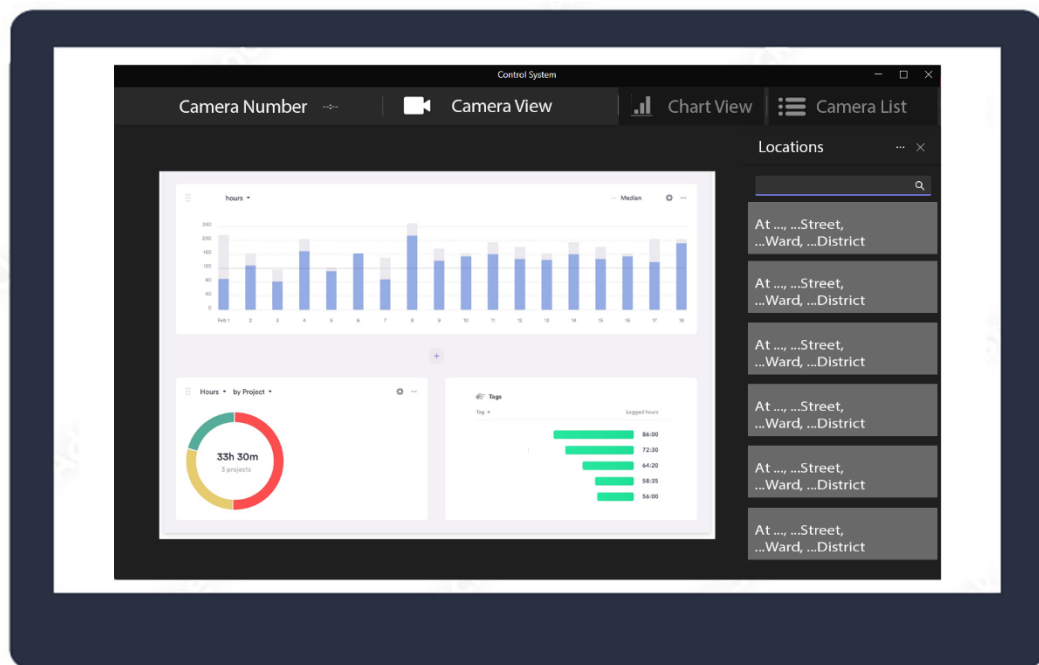 Control System
Camera Number
Camera View
Chart View
Camera List
Locations
hours
Median
240
200
160
120
80
40
0
Feb 1 2 3 4 5 6 7 8 9 10 11 12 13 14 15 16 17 18
Hours by Project
33h 30m
3 projects
Tags
Tag
Logged hours
86:00
72:30
64:20
58:35
56:00
At ..., ...Street,
...Ward, ...District
At ..., ...Street,
...Ward, ...District
At ..., ...Street,
...Ward, ...District
At ..., ...Street,
...Ward, ...District
At ..., ...Street,
...Ward, ...District
At ..., ...Street,
...Ward, ...District